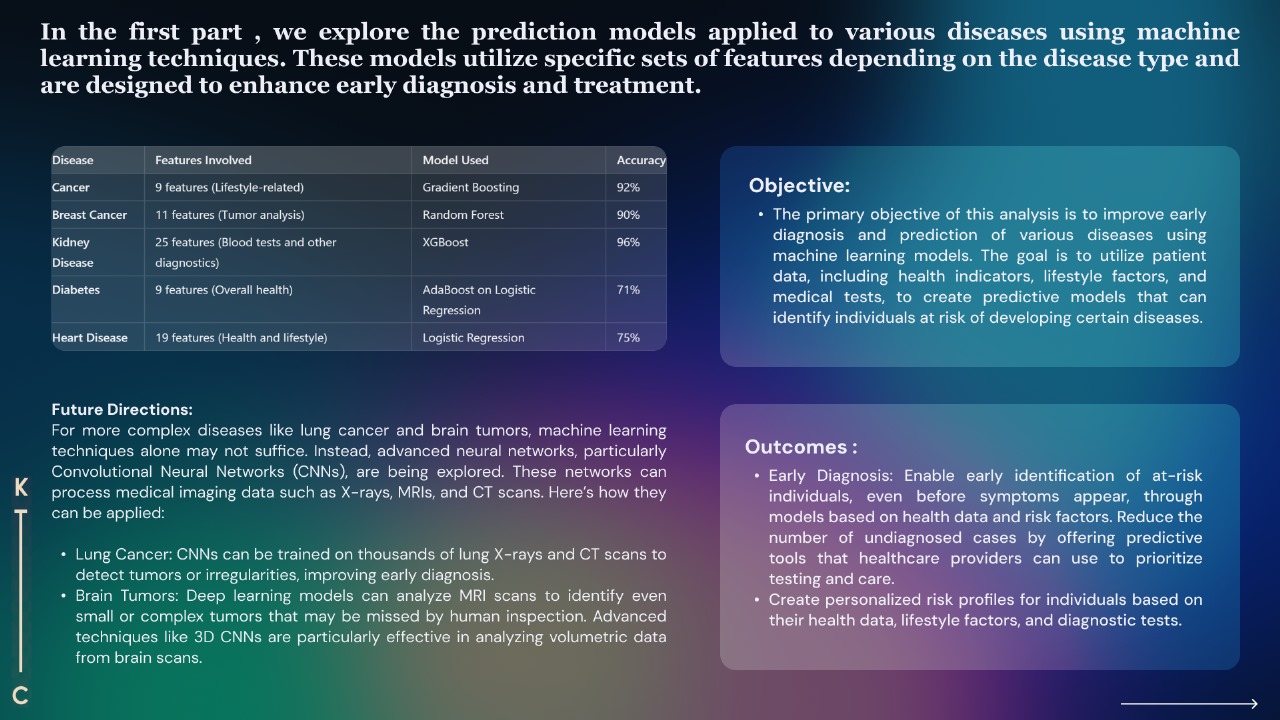 In the first part , we explore the prediction models applied to various diseases using machine
learning techniques. These models utilize specific sets of features depending on the disease type and
are designed to enhance early diagnosis and treatment.
Disease Features Involved Model Used Accuracy
Cancer 9 features (Lifestyle-related) Gradient Boosting 92%
Breast Cancer 11 features (Tumor analysis) Random Forest 90%
Kidney 25 features (Blood tests and other XGBoost 96%
Disease diagnostics)
Diabetes 9 features (Overall health) AdaBoost on Logistic 71%
Regression
Heart Disease 19 features (Health and lifestyle) Logistic Regression 75%
Objective:
• The primary objective of this analysis is to improve early
diagnosis and prediction of various diseases using
machine learning models. The goal is to utilize patient
data, including health indicators, lifestyle factors, and
medical tests, to create predictive models that can
identify individuals at risk of developing certain diseases.
Future Directions:
For more complex diseases like lung cancer and brain tumors, machine learning
techniques alone may not suffice. Instead, advanced neural networks, particularly
Convolutional Neural Networks (CNNs), are being explored. These networks can
process medical imaging data such as X-rays, MRIs, and CT scans. Here's how they
can be applied:
• Lung Cancer: CNNs can be trained on thousands of lung X-rays and CT scans to
detect tumors or irregularities, improving early diagnosis.
• Brain Tumors: Deep learning models can analyze MRI scans to identify even
small or complex tumors that may be missed by human inspection. Advanced
techniques like 3D CNNs are particularly effective in analyzing volumetric data
from brain scans.
Outcomes :
• Early Diagnosis: Enable early identification of at-risk
individuals, even before symptoms appear, through
models based on health data and risk factors. Reduce the
number of undiagnosed cases by offering predictive
tools that healthcare providers can use to prioritize
testing and care.
• Create personalized risk profiles for individuals based on
their health data, lifestyle factors, and diagnostic tests.
K
T
C